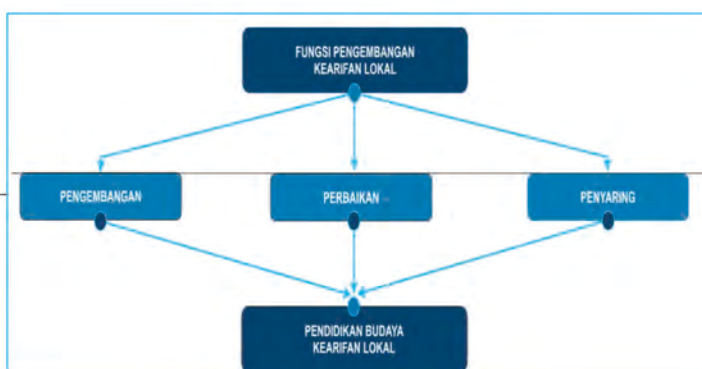 FUNGSI PENGEMBANGAN
KEARIFAN LOKAL
PENGEMBANGAN
PERBAIKAN
PENYARING
PENDIDIKAN BUDAYA
KEARIFAN LOKAL